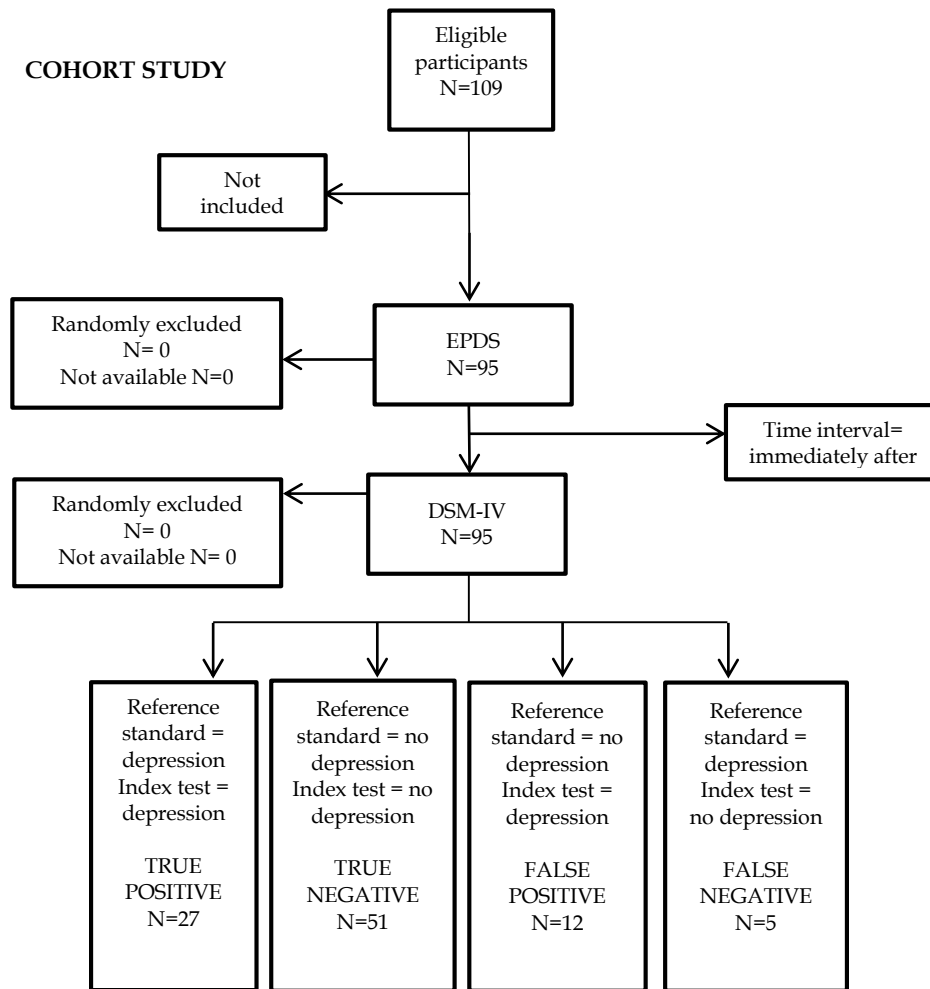 COHORT STUDY
Eligible
participants
N=109
Not
included
Randomly excluded
N= 0
Not available N=0
EPDS
N=95
Time interval=
immediately after
Randomly excluded
N= 0
Not available N= 0
DSM-IV
N=95
Reference
standard =
depression
Index test =
depression
TRUE
POSITIVE
N=27
Reference
standard = no
depression
Index test = no
depression
TRUE
NEGATIVE
N=51
Reference
standard = no
depression
Index test =
depression
FALSE
POSITIVE
N=12
Reference
standard =
depression
Index test =
no depression
FALSE
NEGATIVE
N=5